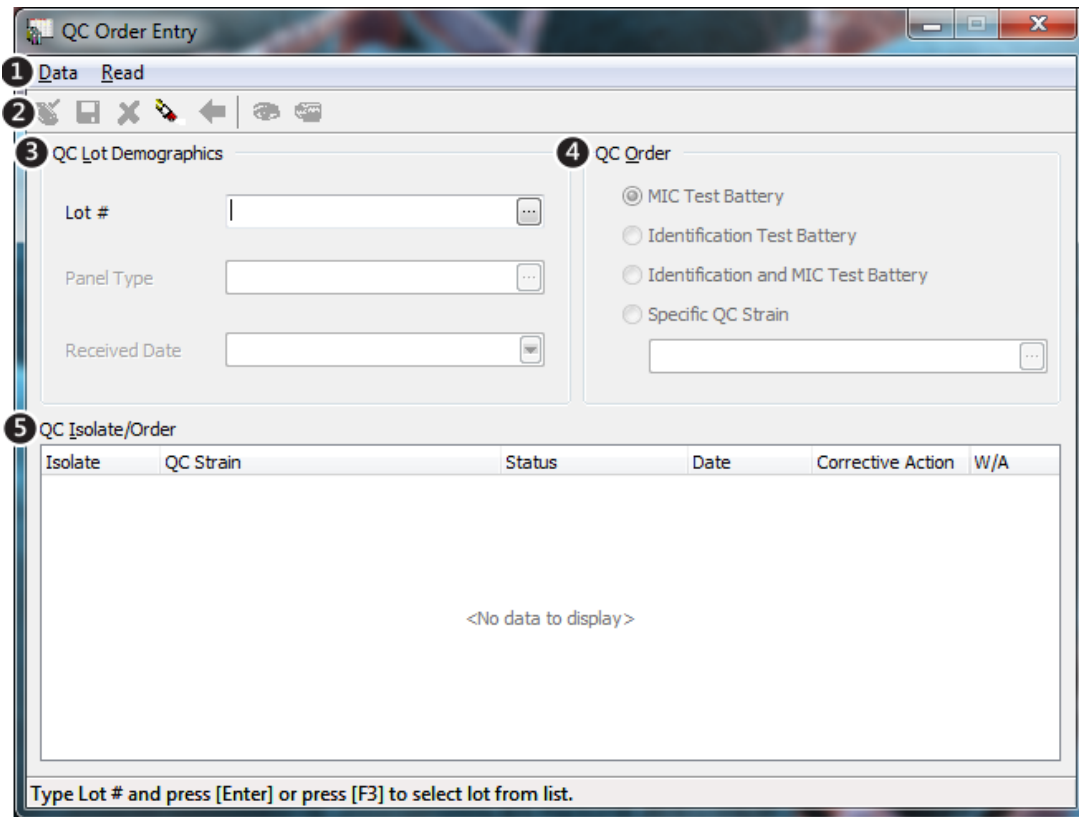 QC Order Entry
1 Data Read
2
3 QC Lot Demographics
Lot #
Panel Type
Received Date
4 QC Order
MIC Test Battery
Identification Test Battery
Identification and MIC Test Battery
Specific QC Strain
5 QC Isolate/Order
Isolate QC Strain Status Date Corrective Action W/A
<No data to display>
Type Lot # and press [Enter] or press [F3] to select lot from list.